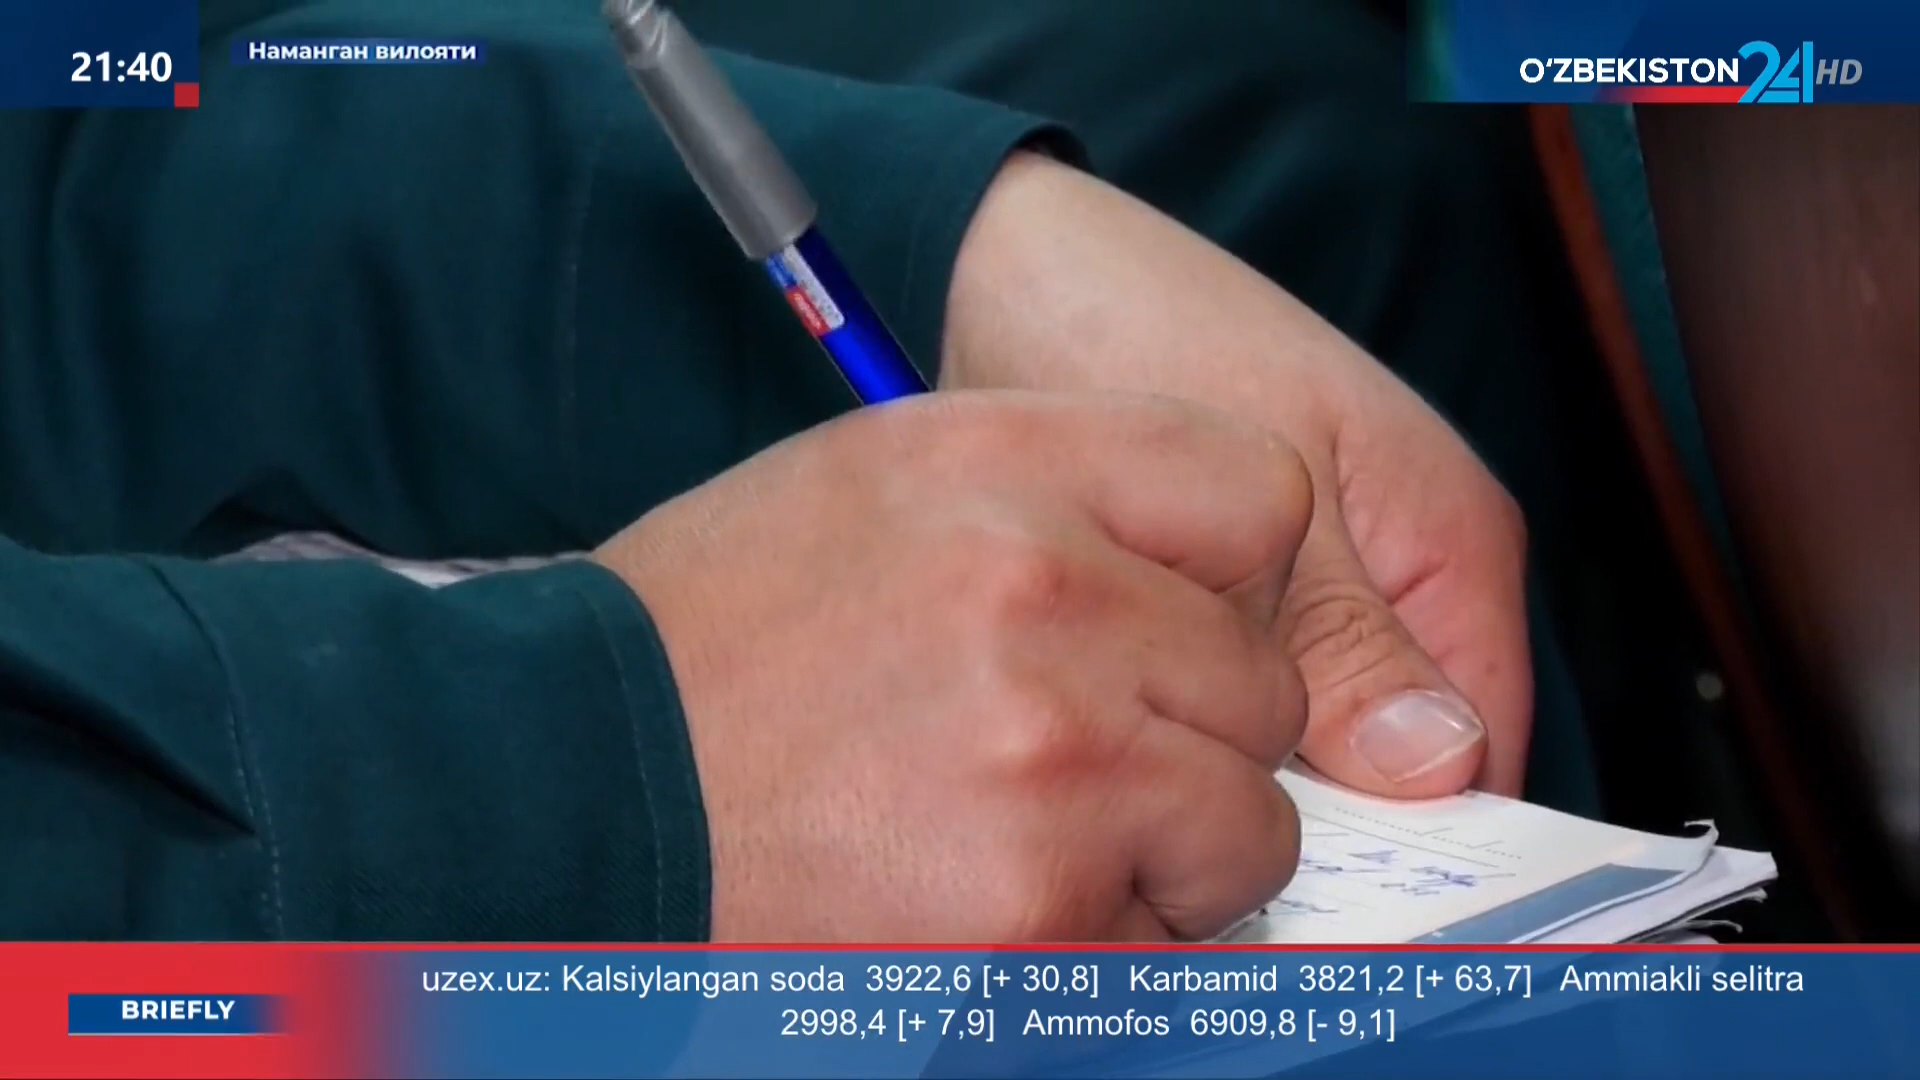 21:40
Наманган вилояти
O‘ZBEKISTON 24 HD
uzex.uz: Kalsiylangan soda 3922,6 [+ 30,8] Karbamid 3821,2 [+ 63,7] Ammiakli selitra
2998,4 [+ 7,9] Ammofos 6909,8 [- 9,1]
BRIEFLY